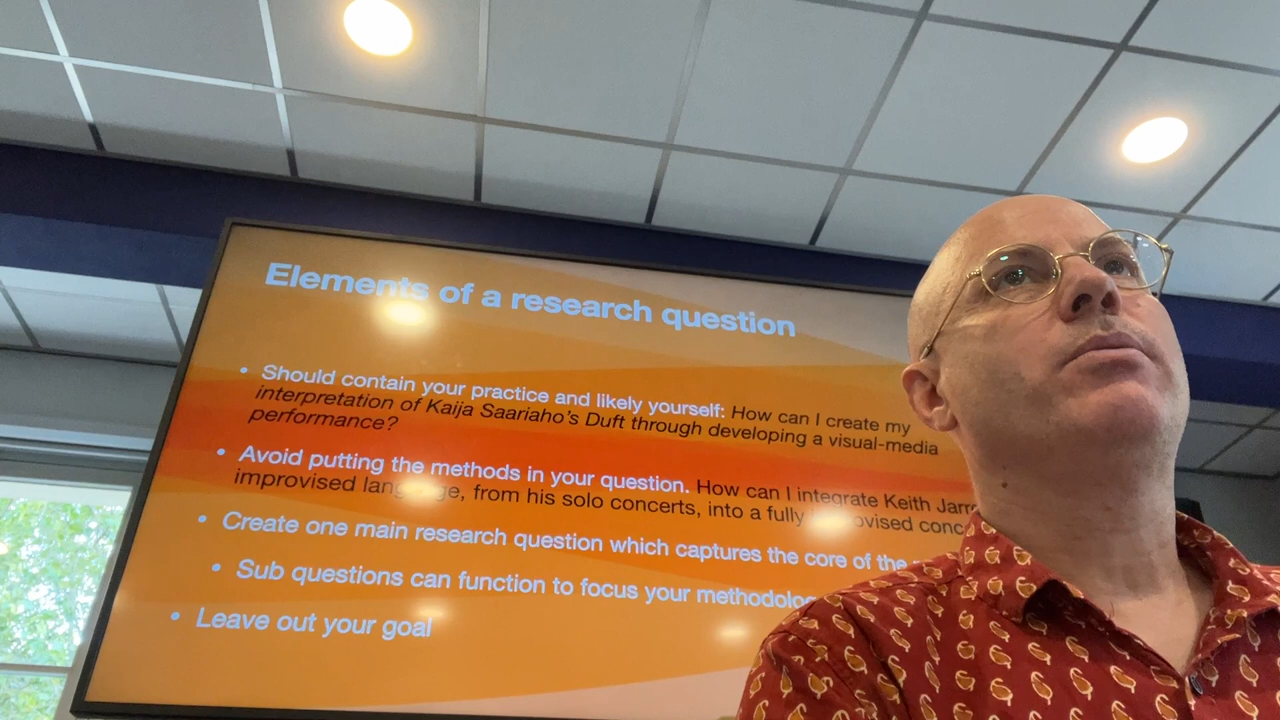 Elements of a research question
• Should contain your practice and likely yourself: How can I create my
interpretation of Kaija Saariaho's Duft through developing a visual-media
performance?
• Avoid putting the methods in your question. How can I integrate Keith
improvised, from his solo concerts, into a fully
• Create one main research question which captures the core of the
• Sub questions can function to focus your
• Leave out your goal